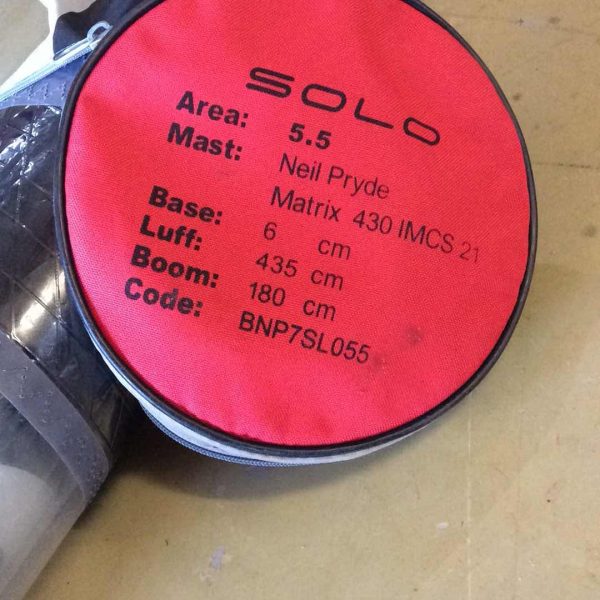 SOLO
Area: 5.5
Mast: Neil Pryde
Matrix 430 IMCS 21
Base: 6 cm
Luff: 435 cm
Boom: 180 cm
Code: BNP7SL055